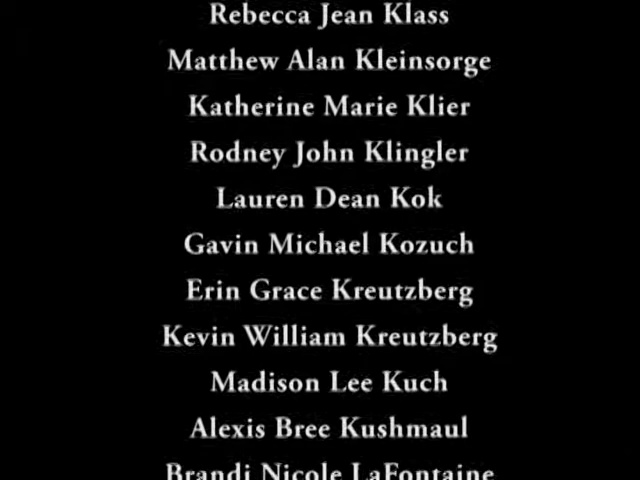 Rebecca Jean Klass
Matthew Alan Kleinsorge
Katherine Marie Klier
Rodney John Klingler
Lauren Dean Kok
Gavin Michael Kozuch
Erin Grace Kreutzberg
Kevin William Kreutzberg
Madison Lee Kuch
Alexis Bree Kushmaul
Brandi Nicole LaFontaine